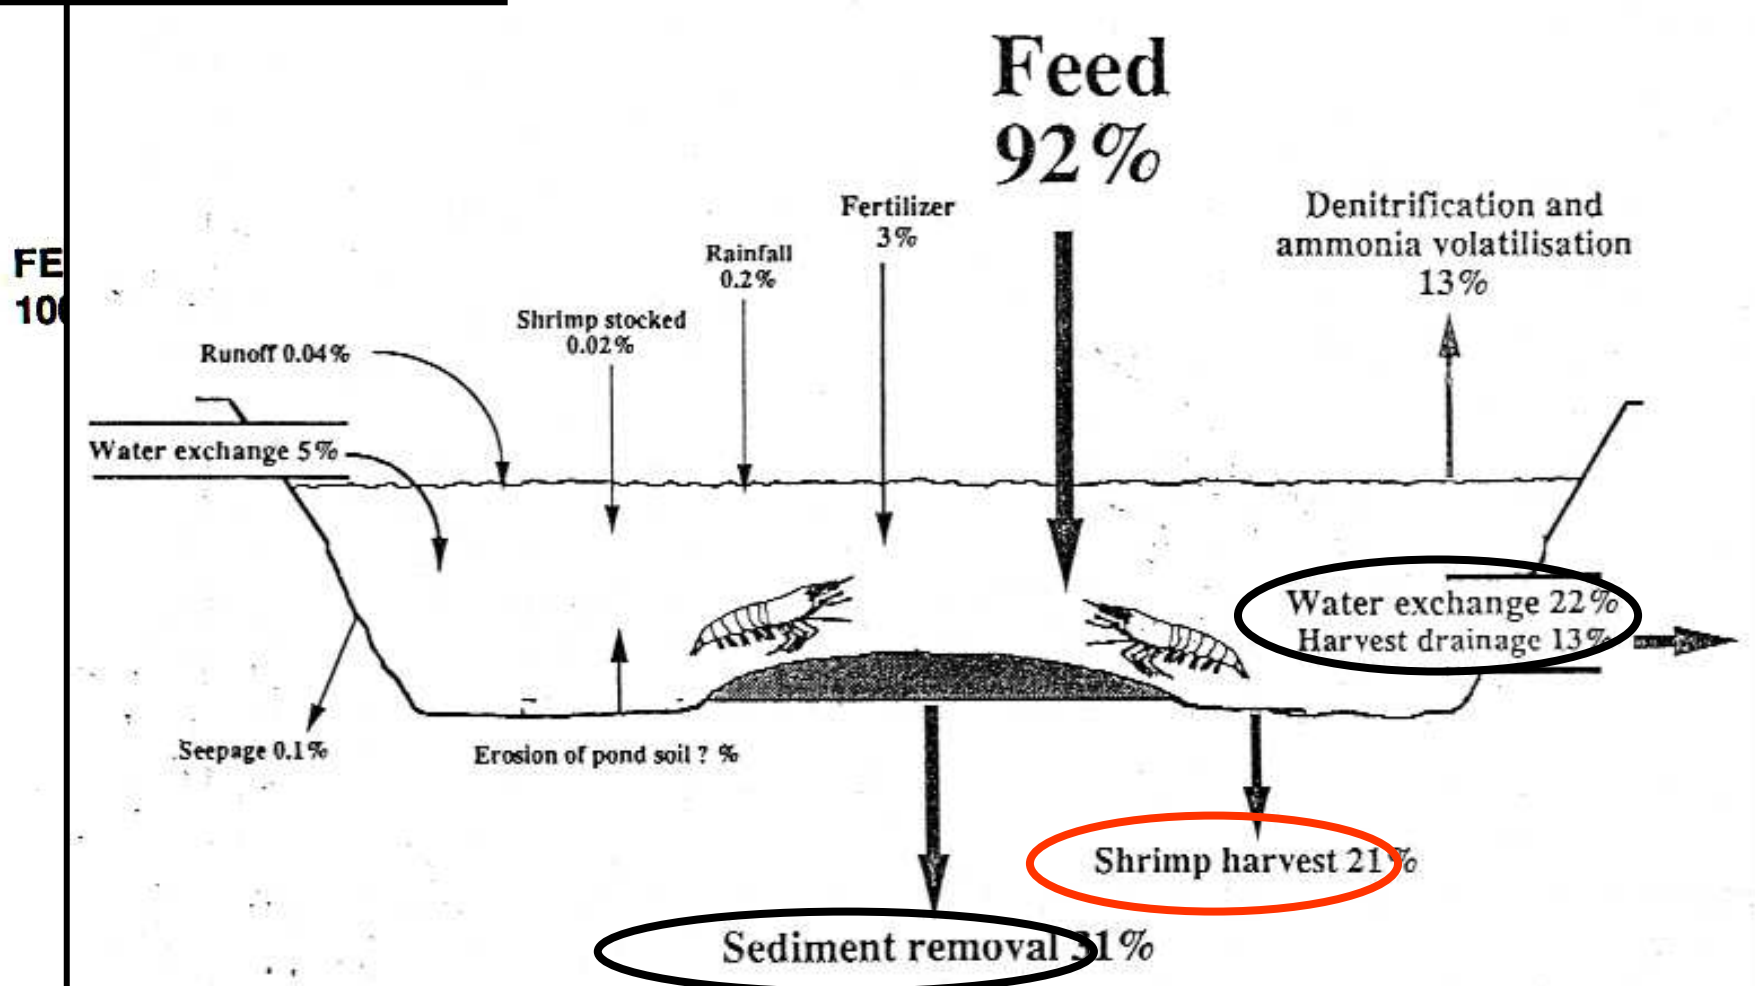 Feed
92%
Fertilizer
3%
Rainfall
0.2%
Shrimp stocked
0.02%
Runoff 0.04%
Water exchange 5%
Denitrification and
ammonia volatilisation
13%
FE
Water exchange 22%
Harvest drainage 13%
Seepage 0.1%
Erosion of pond soil ? %
Shrimp harvest 21%
Sediment removal 31%